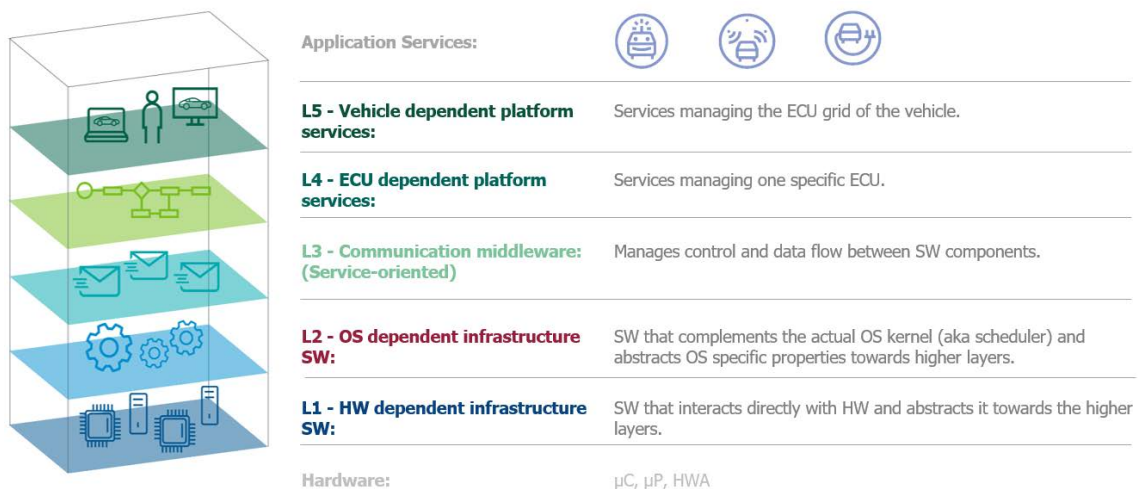 Application Services:
L5 - Vehicle dependent platform
services:
Services managing the ECU grid of the vehicle.
L4 - ECU dependent platform
services:
Services managing one specific ECU.
L3 - Communication middleware:
(Service-oriented)
Manages control and data flow between SW components.
L2 - OS dependent infrastructure
SW:
SW that complements the actual OS kernel (aka scheduler) and
abstracts OS specific properties towards higher layers.
L1 - HW dependent infrastructure
SW:
SW that interacts directly with HW and abstracts it towards the higher
layers.
Hardware:
µC, µP, HWA